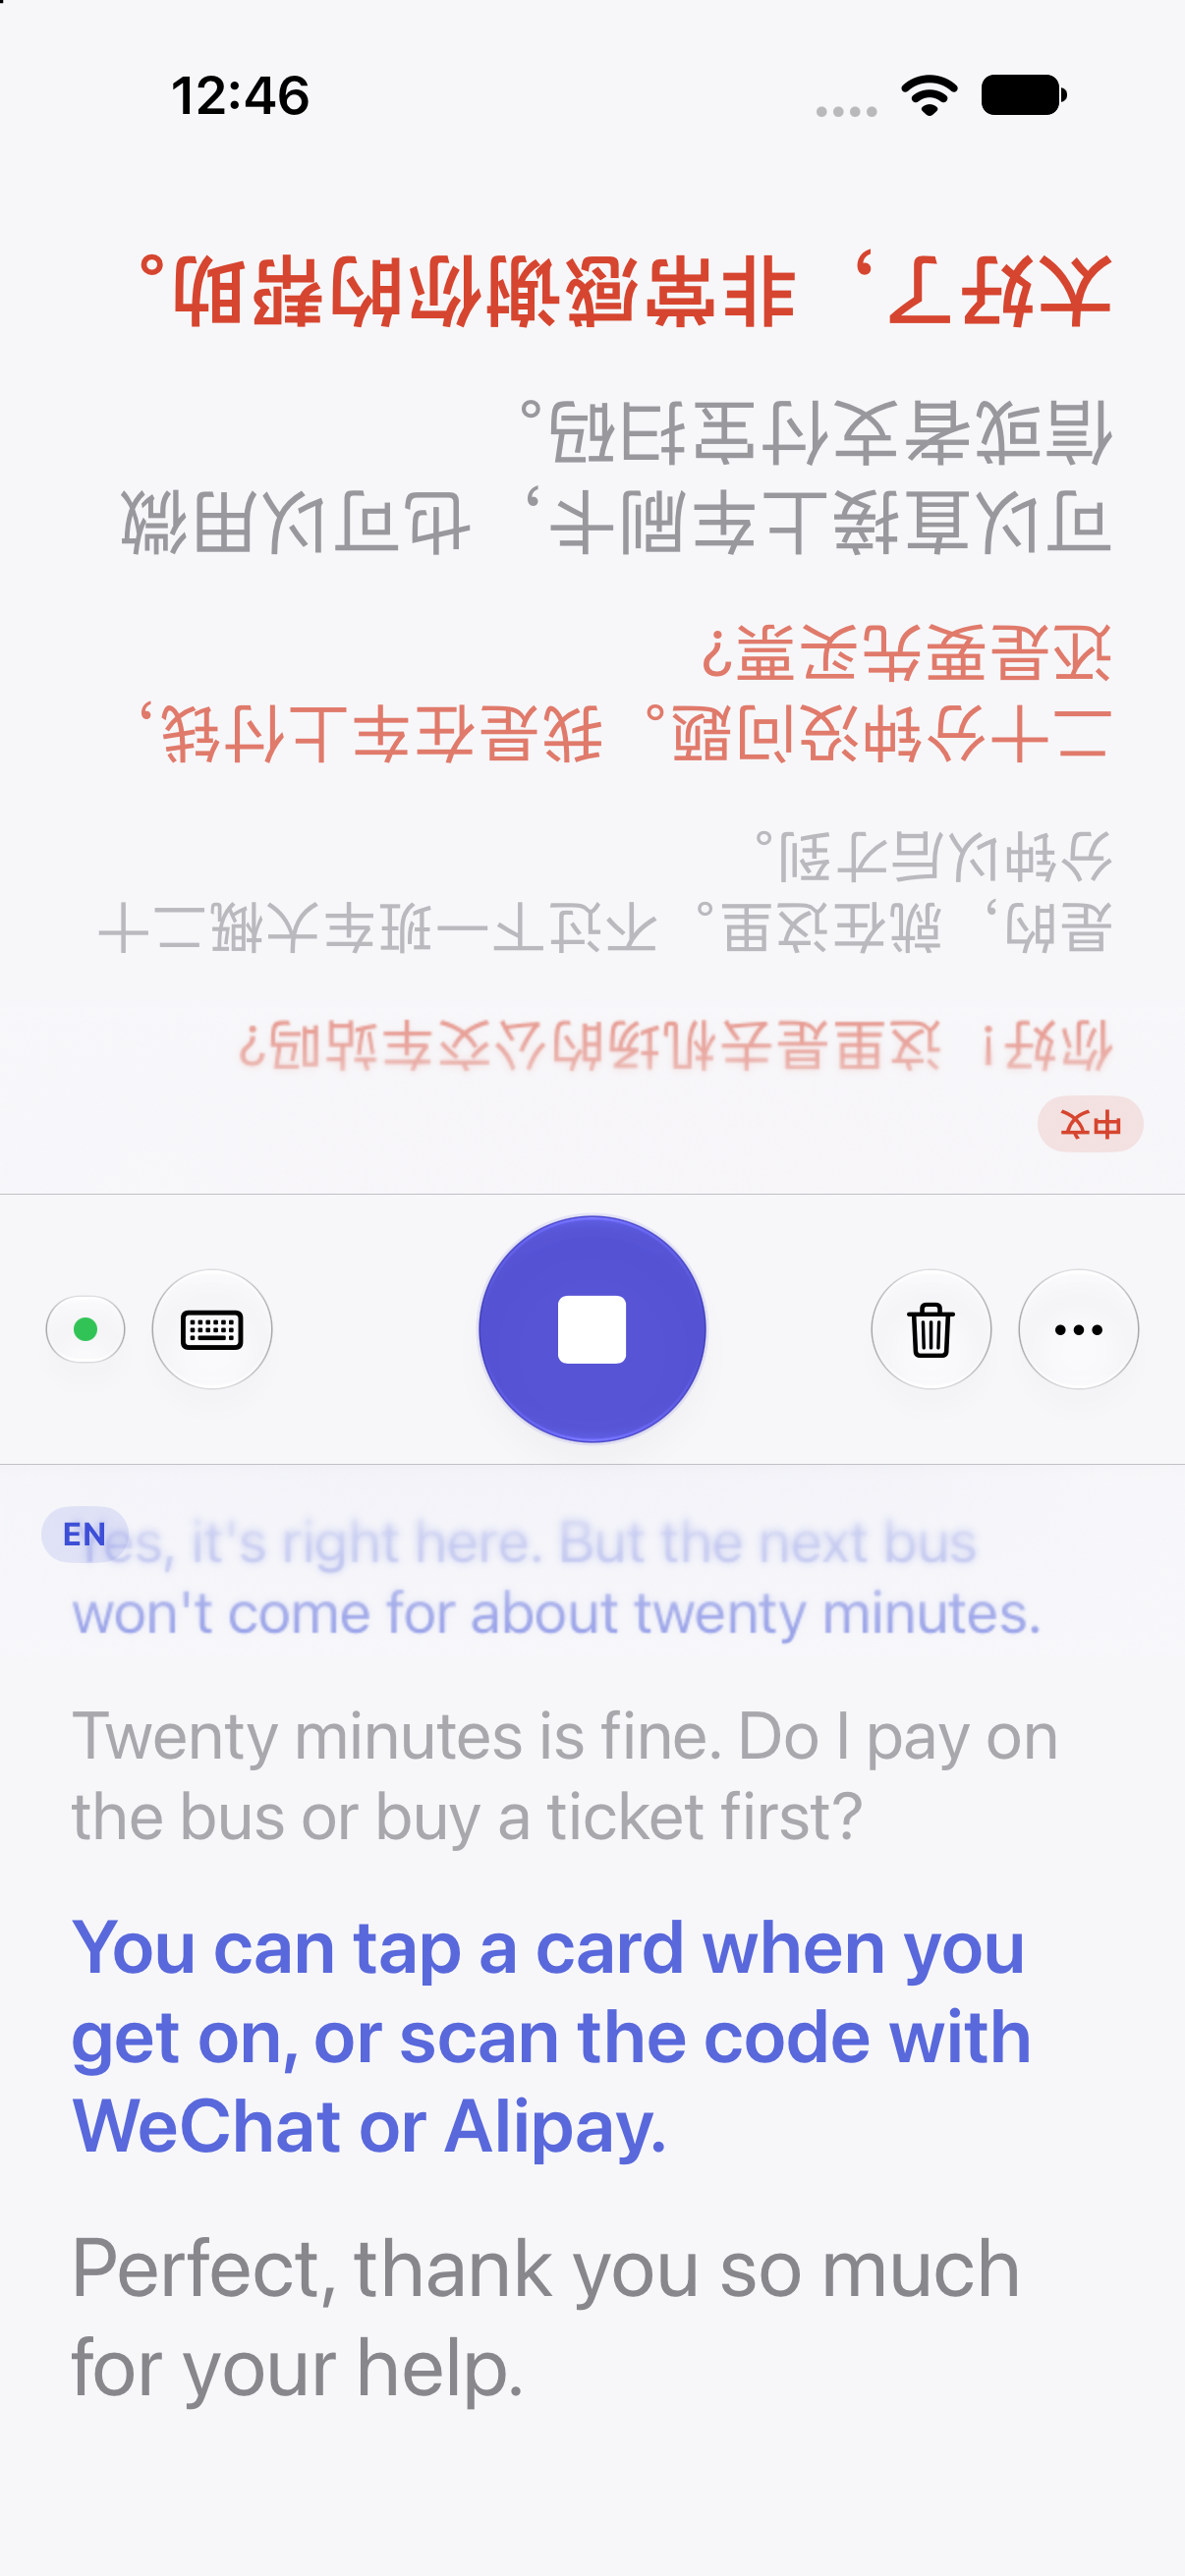 12:46
你好！这里是去机场的公交车站吗？
是的，就在这里。不过下一班车大概二十
分钟以后才到。
二十分钟没问题。我是在车上付钱，
还是要先买票？
可以直接上车刷卡，也可以用微
信或者支付宝扫码。
太好了，非常感谢你的帮助。
中文
EN
Yes, it's right here. But the next bus
won't come for about twenty minutes.
Twenty minutes is fine. Do I pay on
the bus or buy a ticket first?
You can tap a card when you
get on, or scan the code with
WeChat or Alipay.
Perfect, thank you so much
for your help.